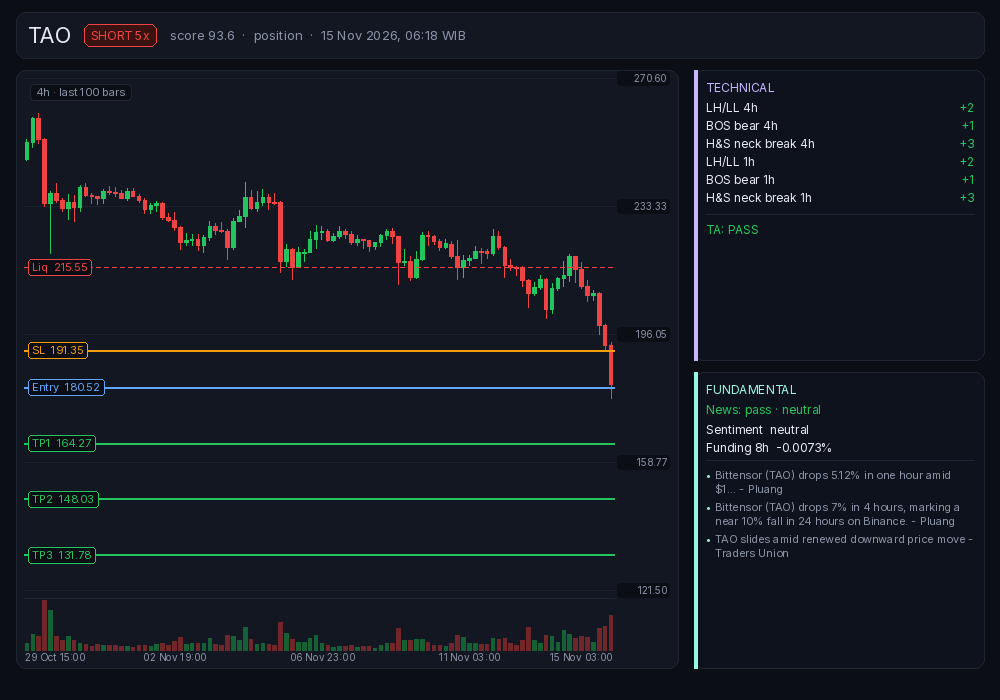 TAO SHORT 5x score 93.6 · position · 15 Nov 2026, 06:18 WIB
4h · last 100 bars
270.60
233.33
Liq 215.55
196.05
SL 191.35
Entry 180.52
TP1 164.27
158.77
TP2 148.03
TP3 131.78
121.50
29 Oct 15:00 02 Nov 19:00 06 Nov 23:00 11 Nov 03:00 15 Nov 03:00
TECHNICAL
LH/LL 4h +2
BOS bear 4h +1
H&S neck break 4h +3
LH/LL 1h +2
BOS bear 1h +1
H&S neck break 1h +3
TA: PASS
FUNDAMENTAL
News: pass · neutral
Sentiment neutral
Funding 8h -0.0073%
• Bittensor (TAO) drops 5.12% in one hour amid
$1... - Pluang
• Bittensor (TAO) drops 7% in 4 hours, marking a
near 10% fall in 24 hours on Binance. - Pluang
• TAO slides amid renewed downward price move -
Traders Union